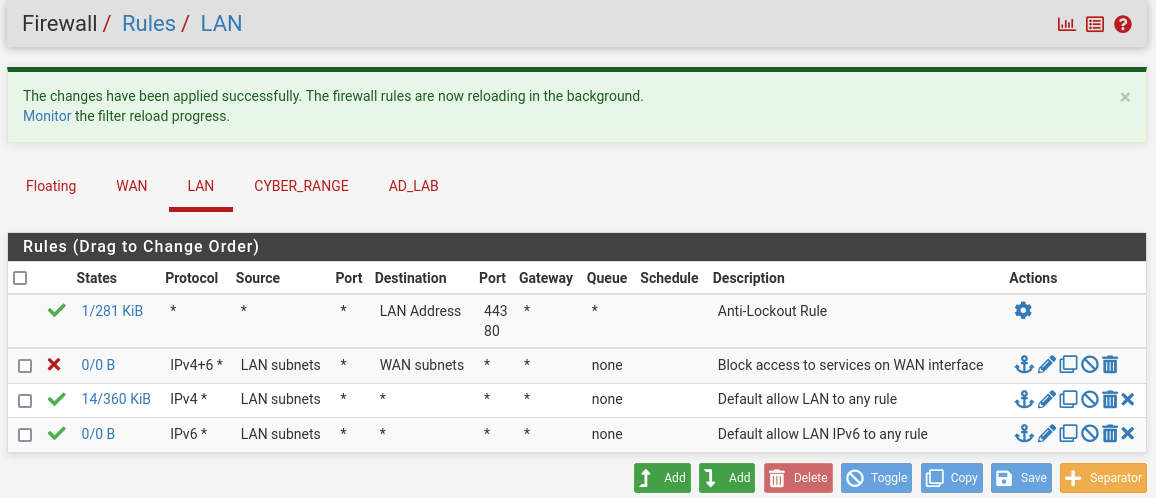 Firewall / Rules / LAN
The changes have been applied successfully. The firewall rules are now reloading in the background.
×
Monitor the filter reload progress.
Floating WAN LAN CYBER_RANGE AD_LAB
Rules (Drag to Change Order)
States Protocol Source Port Destination Port Gateway Queue Schedule Description Actions
1/281 KiB * * * LAN Address 443 * * Anti-Lockout Rule
80
0/0 B IPv4+6 * LAN subnets * WAN subnets * * none Block access to services on WAN interface
14/360 KiB IPv4 * LAN subnets * * * * none Default allow LAN to any rule
0/0 B IPv6 * LAN subnets * * * * none Default allow LAN IPv6 to any rule
Add Add Delete Toggle Copy Save Separator